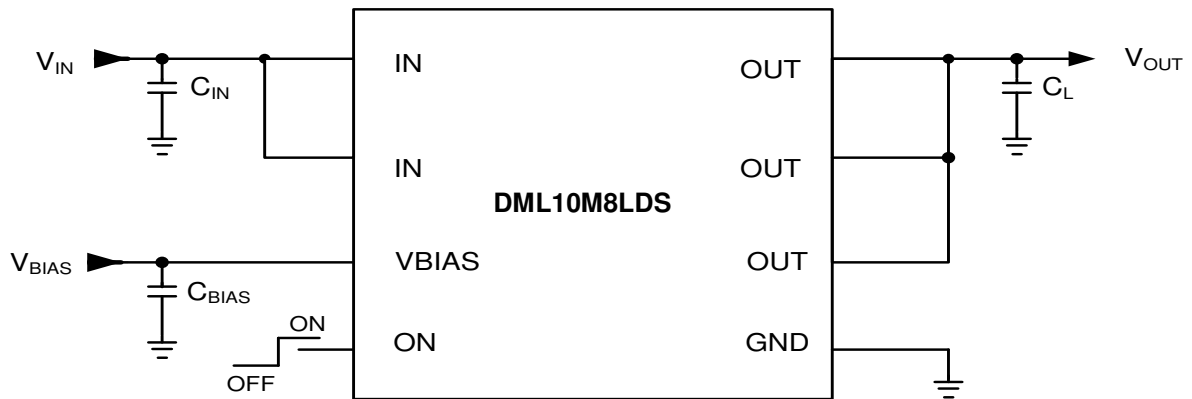 V_IN
C_IN
IN
OUT
C_L
V_OUT
IN
OUT
DML10M8LDS
V_BIAS
C_BIAS
VBIAS
OUT
ON
OFF
ON
GND